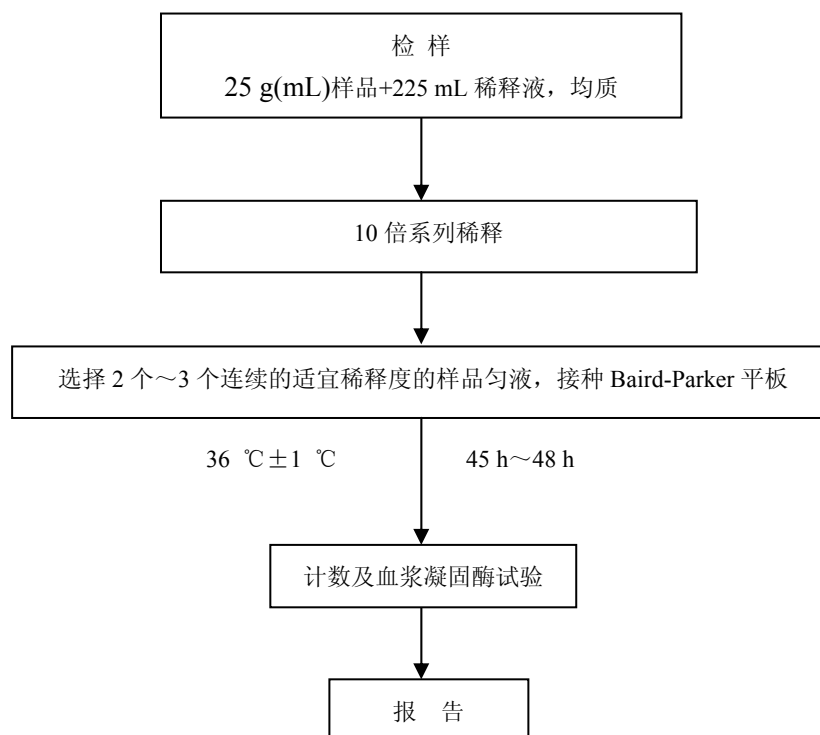 检 样
25 g(mL)样品+225 mL 稀释液，均质
10 倍系列稀释
选择 2 个～3 个连续的适宜稀释度的样品匀液，接种 Baird-Parker 平板
36 ℃±1 ℃ 45 h～48 h
计数及血浆凝固酶试验
报 告